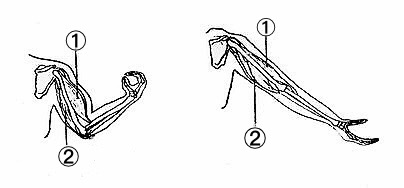 ① ①
② ②